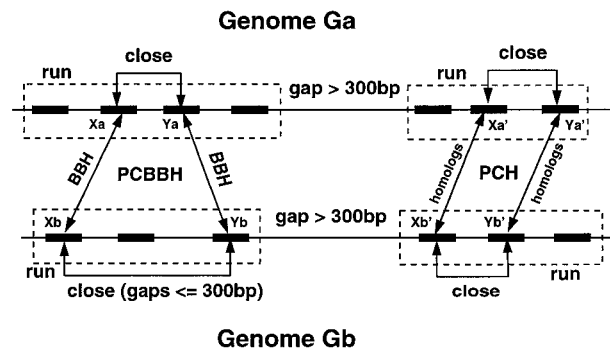 Genome Ga
run
close
gap > 300bp
run
close
Xa
Ya
Xa'
Ya'
BBH
PCBBH
BBH
homologs
PCH
homologs
Xb
Yb
gap > 300bp
Xb'
Yb'
run
close (gaps <= 300bp)
close
run
Genome Gb